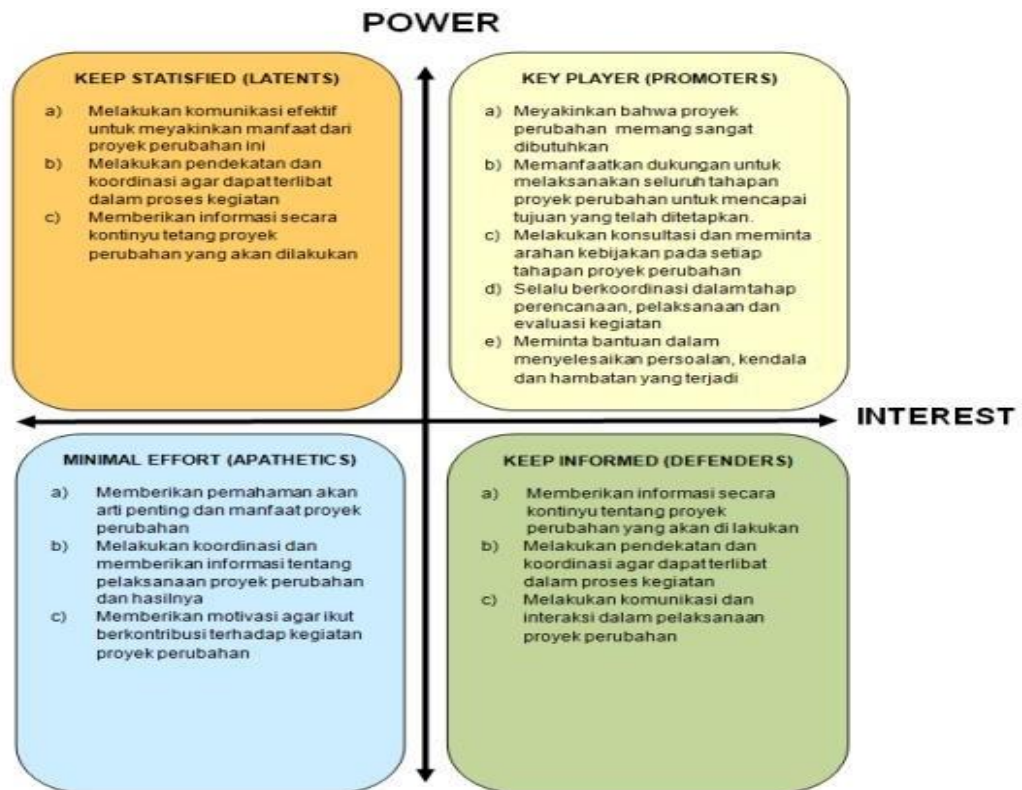 POWER
KEEP STATISFIED (LATENTS)
a) Melakukan komunikasi efektif
untuk meyakinkan manfaat dari
proyek perubahan ini
b) Melakukan pendekatan dan
koordinasi agar dapat terlibat
dalam proses kegiatan
c) Memberikan informasi secara
kontinyu tetang proyek
perubahan yang akan dilakukan
KEY PLAYER (PROMOTERS)
a) Meyakinkan bahwa proyek
perubahan memang sangat
dibutuhkan
b) Memanfaatkan dukungan untuk
melaksanakan seluruh tahapan
proyek perubahan untuk mencapai
tujuan yang telah ditetapkan.
c) Melakukan konsultasi dan meminta
arahan kebijakan pada setiap
tahapan proyek perubahan
d) Selalu berkoordinasi dalam tahap
perencanaan, pelaksanaan dan
evaluasi kegiatan
e) Meminta bantuan dalam
menyelesaikan persoalan, kendala
dan hambatan yang terjadi
INTEREST
MINIMAL EFFORT (APATHETICS)
a) Memberikan pemahaman akan
arti penting dan manfaat proyek
perubahan
b) Melakukan koordinasi dan
memberikan informasi tentang
pelaksanaan proyek perubahan
dan hasilnya
c) Memberikan motivasi agar ikut
berkontribusi terhadap kegiatan
proyek perubahan
KEEP INFORMED (DEFENDERS)
a) Memberikan informasi secara
kontinyu tentang proyek
perubahan yang akan di lakukan
b) Melakukan pendekatan dan
koordinasi agar dapat terlibat
dalam proses kegiatan
c) Melakukan komunikasi dan
interaksi dalam pelaksanaan
proyek perubahan